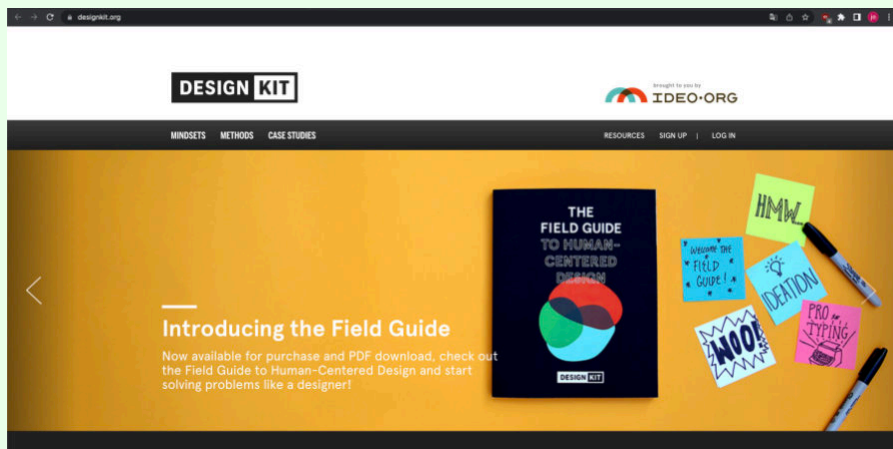 designkit.org
DESIGN KIT
brought to you by
IDEO•ORG
MINDSETS METHODS CASE STUDIES
RESOURCES SIGN UP | LOG IN
THE
FIELD GUIDE
TO HUMAN-
CENTERED
DESIGN
DESIGN KIT
HMW
WELCOME THE
FIELD
GUIDE!
IDEATION
PRO to
TYPING
WOO!
Introducing the Field Guide
Now available for purchase and PDF download, check out
the Field Guide to Human-Centered Design and start
solving problems like a designer!